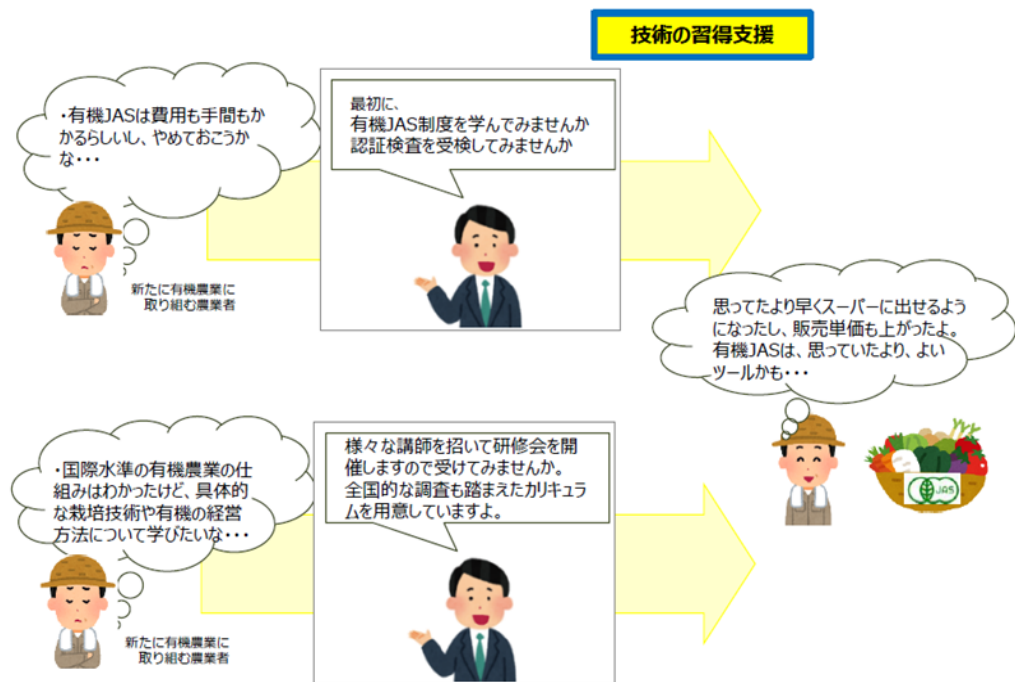 技術の習得支援
・有機JASは費用も手間もか
かるらしいし、やめておこうか
な・・・
新たに有機農業に
取り組む農業者
最初に、
有機JAS制度を学んでみませんか
認証検査を受検してみませんか
思ってたより早くスーパーに出せるよう
になったし、販売単価も上がったよ。
有機JASは、思っていたより、よい
ツールかも・・・
JAS
・国際水準の有機農業の仕
組みはわかったけど、具体的
な栽培技術や有機の経営
方法について学びたいな・・・
新たに有機農業に
取り組む農業者
様々な講師を招いて研修会を開
催しますので受けてみませんか。
全国的な調査も踏まえたカリキュラ
ムを用意していますよ。